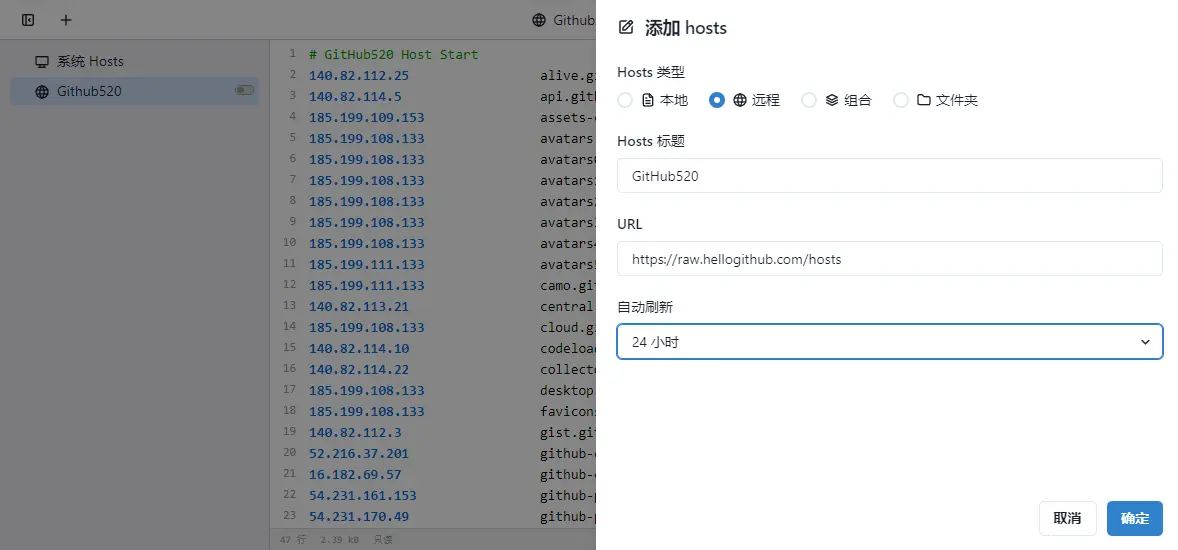 Github
系统 Hosts
Github520
1 # GitHub520 Host Start
2 140.82.112.25 alive.gi
3 140.82.114.5 api.gith
4 185.199.109.153 assets-
5 185.199.108.133 avatars
6 185.199.108.133 avatars
7 185.199.108.133 avatars
8 185.199.108.133 avatars
9 185.199.108.133 avatars
10 185.199.108.133 avatars
11 185.199.111.133 avatars
12 185.199.111.133 camo.git
13 140.82.113.21 central
14 185.199.108.133 cloud.g
15 140.82.114.10 codeload
16 140.82.114.22 collecto
17 185.199.108.133 desktop
18 185.199.108.133 favicons
19 140.82.112.3 gist.git
20 52.216.37.201 github-
21 16.182.69.57 github-
22 54.231.161.153 github-
23 54.231.170.49 github-
47 行 2.39 kB 只读
添加 hosts
Hosts 类型
本地 远程 组合 文件夹
Hosts 标题
GitHub520
URL
https://raw.hellogithub.com/hosts
自动刷新
24 小时
取消 确定